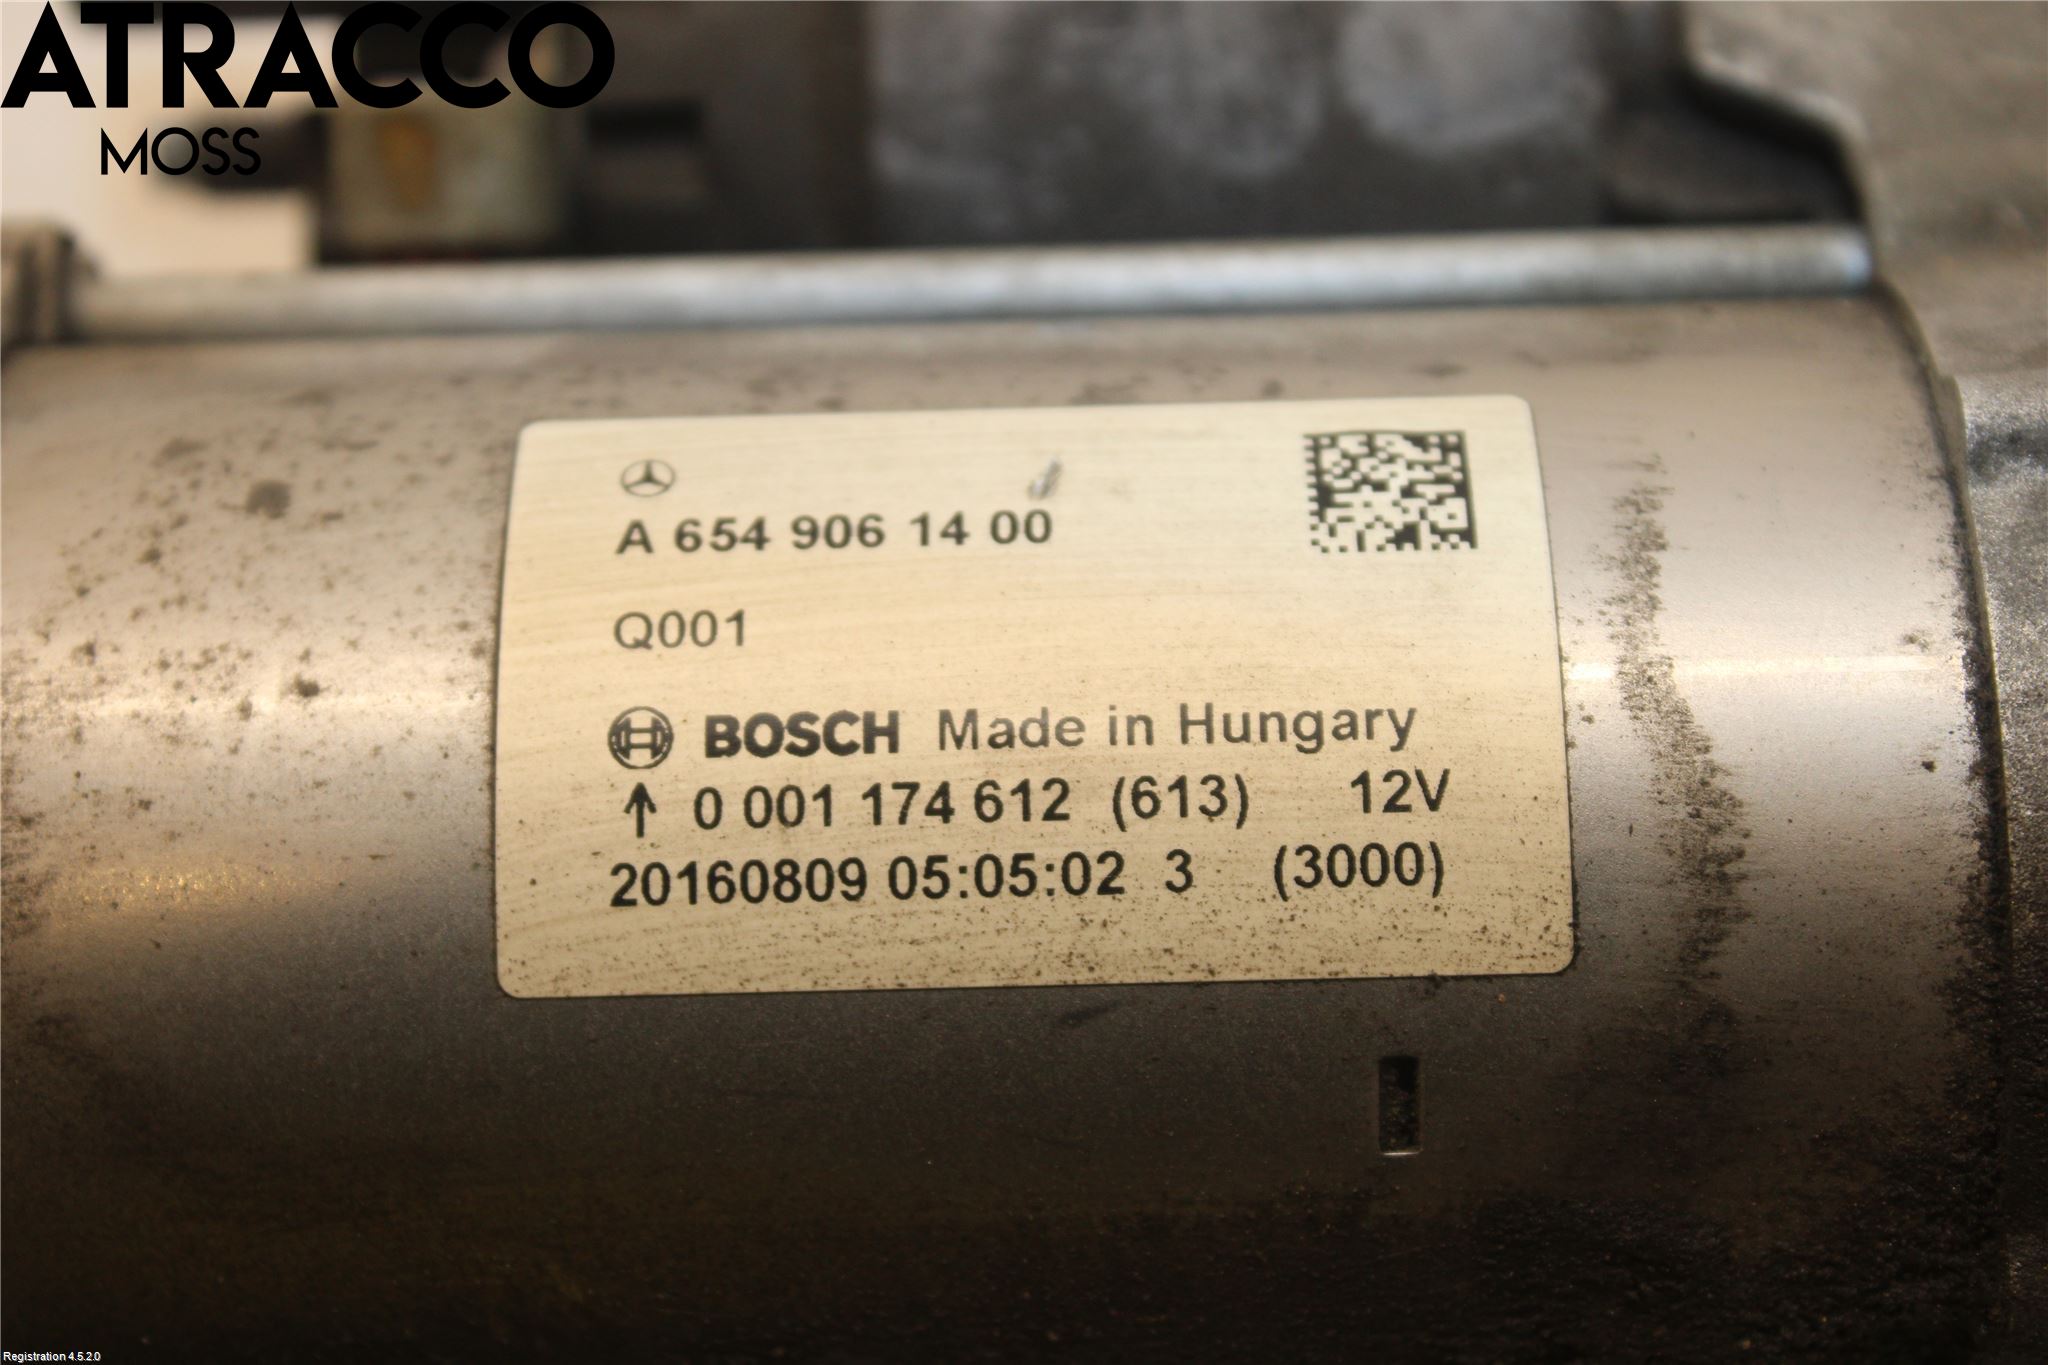 ATRACCO
MOSS
A 654 906 14 00
Q001
BOSCH Made in Hungary
↑ 0 001 174 612 (613) 12V
20160809 05:05:02 3 (3000)
Registration 4.5.2.0